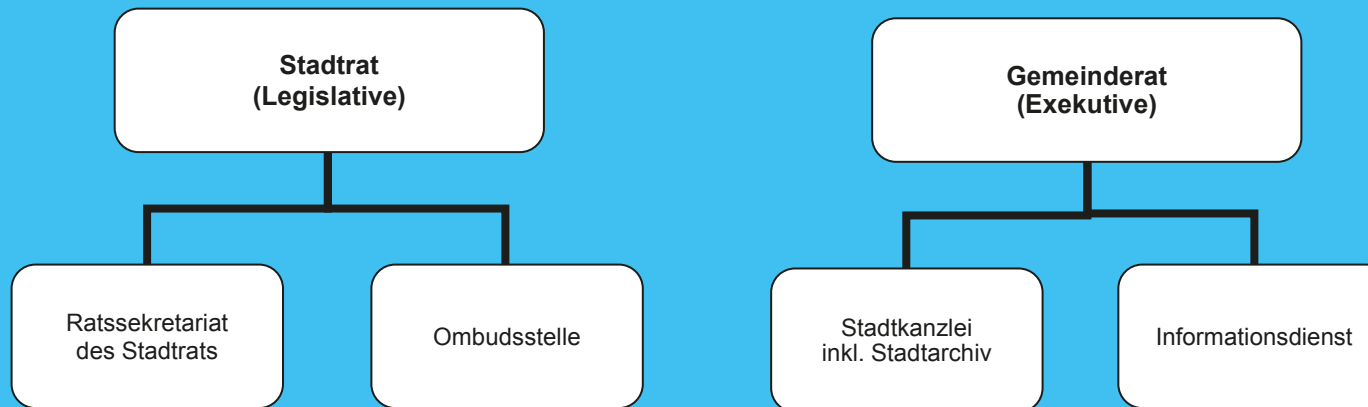 Stadtrat
(Legislative)
Gemeinderat
(Exekutive)
Ratssekretariat
des Stadtrats
Ombudsstelle
Stadtkanzlei
inkl. Stadtarchiv
Informationsdienst